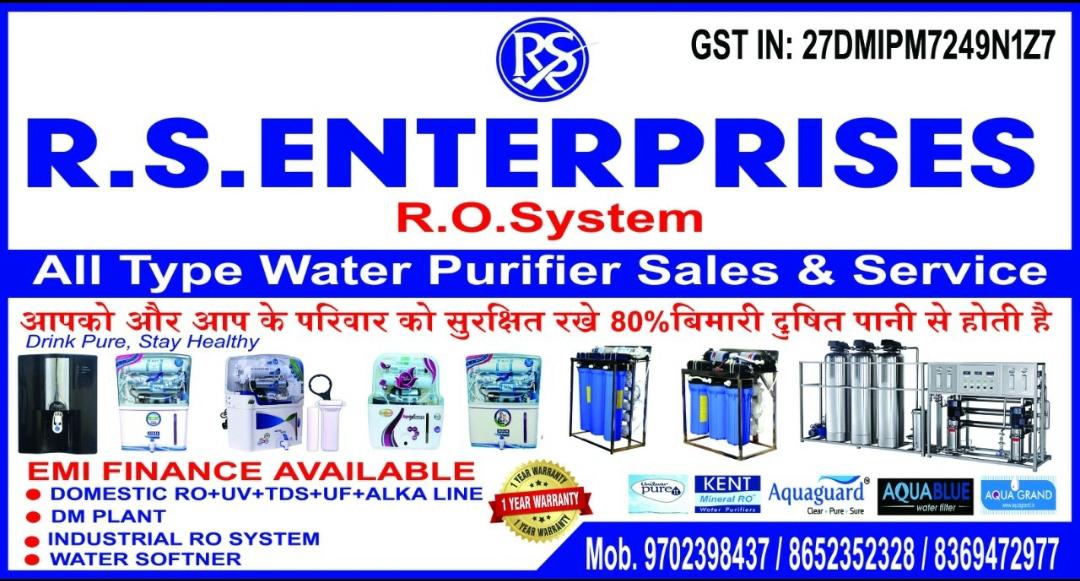 RSR
GST IN: 27DMIPM7249N1Z7
R.S.ENTERPRISES
R.O.System
All Type Water Purifier Sales & Service
आपको और आप के परिवार को सुरक्षित रखे 80%बिमारी दुषित पानी से होती है
Drink Pure, Stay Healthy
EMI FINANCE AVAILABLE
● DOMESTIC RO+UV+TDS+UF+ALKA LINE
● DM PLANT
● INDUSTRIAL RO SYSTEM
● WATER SOFTNER
1 YEAR WARRANTY
1 YEAR WARRANTY
1 YEAR WARRANTY
Unilever
pureit
KENT
Mineral RO
Water Purifiers
Aquaguard®
Clear • Pure • Sure
AQUABLUE
water filter
AQUA GRAND
Mob. 9702398437 / 8652352328 / 8369472977